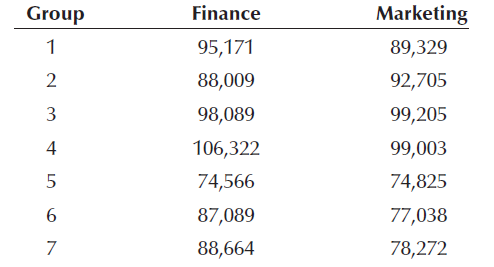 Group Finance Marketing
1 95,171 89,329
2 88,009 92,705
3 98,089 99,205
4 106,322 99,003
5 74,566 74,825
6 87,089 77,038
7 88,664 78,272